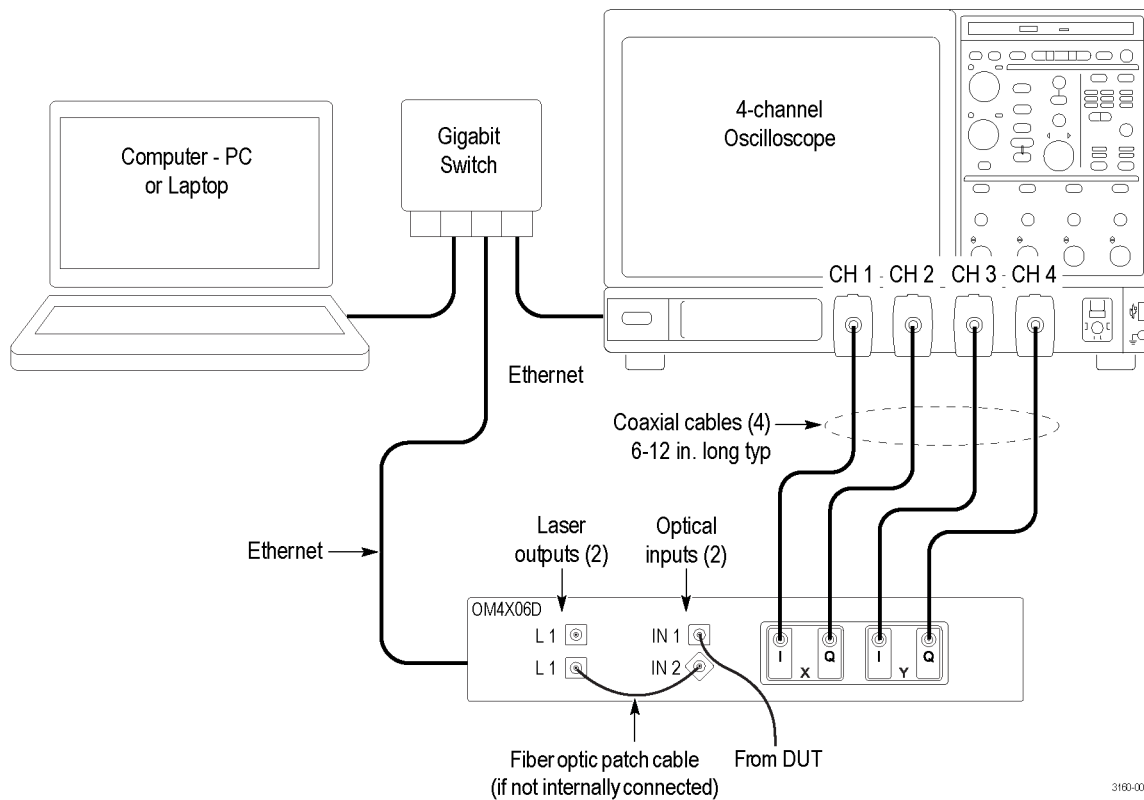 Computer - PC
or Laptop
Gigabit
Switch
4-channel
Oscilloscope
CH 1
CH 2
CH 3
CH 4
Ethernet
Coaxial cables (4)
6-12 in. long typ
Ethernet
Laser
outputs (2)
Optical
inputs (2)
OM4X06D
L 1
IN 1
L 1
IN 2
I
Q
I
Q
X
Y
Fiber optic patch cable
(if not internally connected)
From DUT